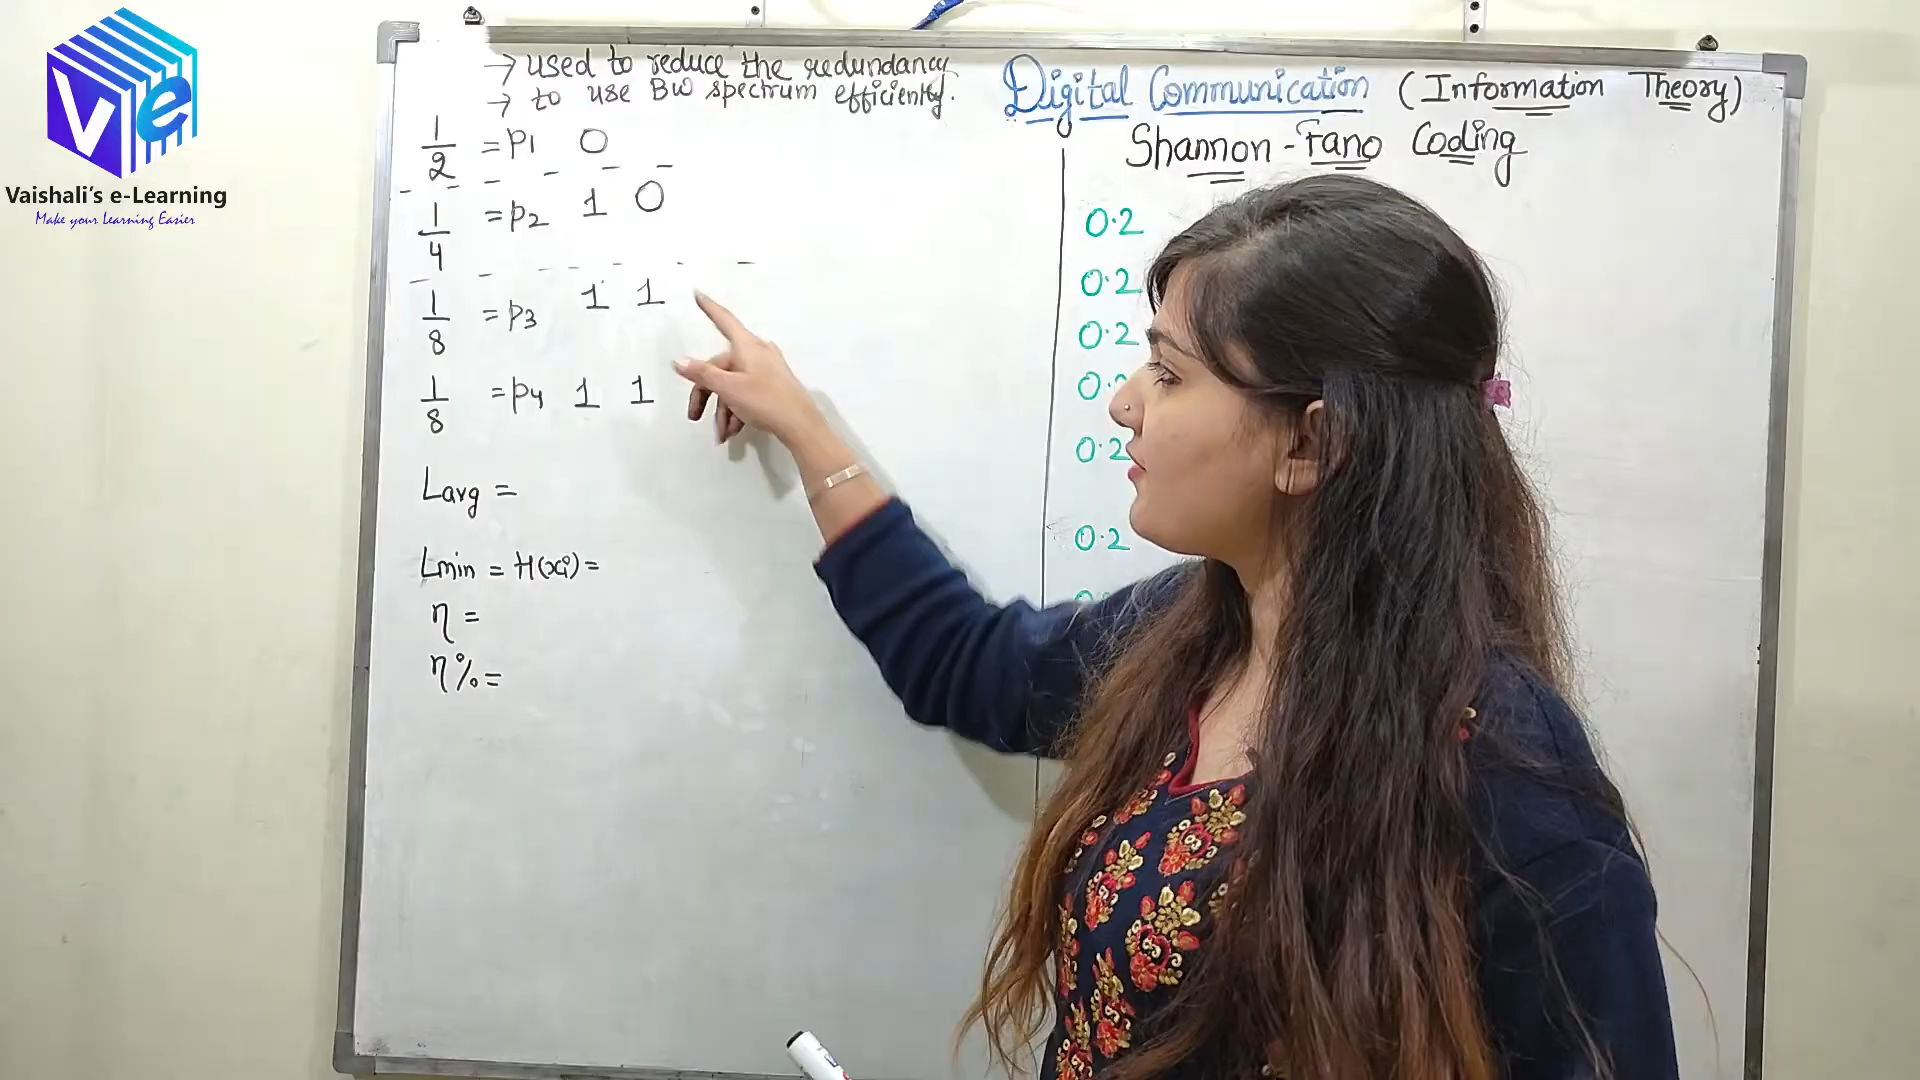 Ve
Vaishali's e-Learning
Make your Learning Easier
→ used to reduce the redundancy
→ to use BW spectrum efficiently.
1/2 = P1 0
1/4 = P2 1 0
1/8 = P3 1 1
1/8 = P4 1 1
Lavg =
Lmin = H(xi) =
η =
η% =
Digital Communication (Information Theory)
Shannon-Fano Coding
0.2
0.2
0.2
0.2
0.2